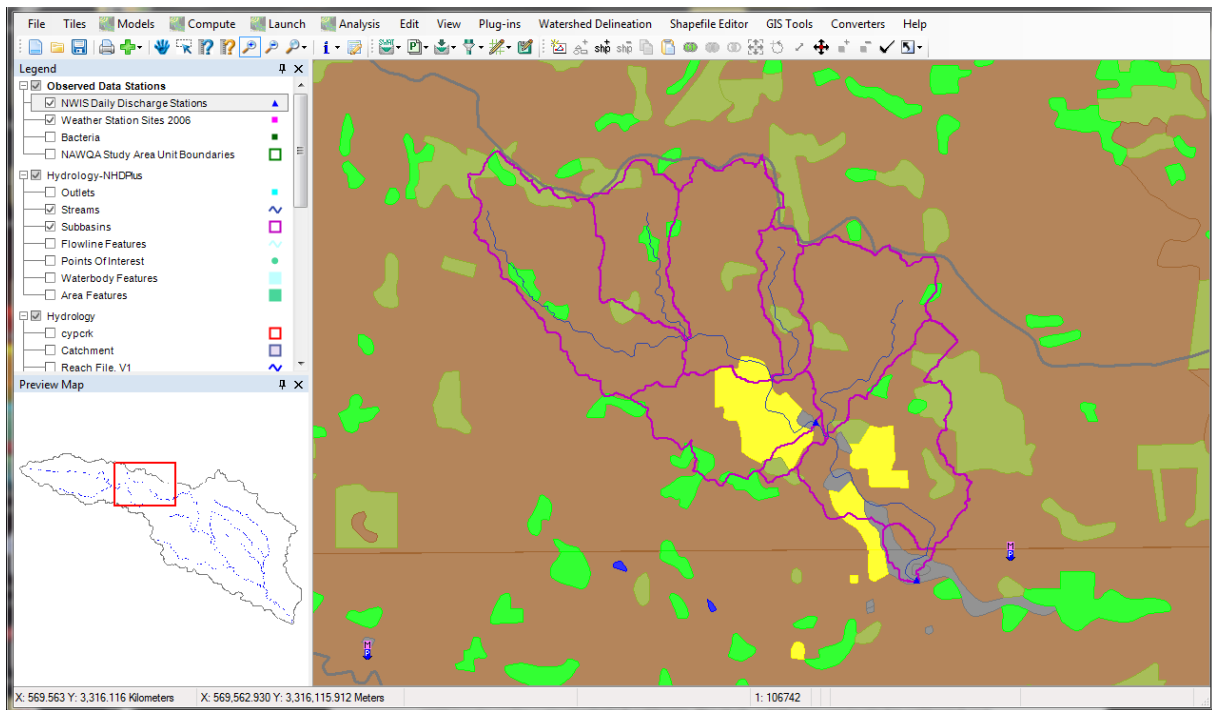 File Tiles Models Compute Launch Analysis Edit View Plug-ins Watershed Delineation Shapefile Editor GIS Tools Converters Help
shp shp
Legend
Observed Data Stations
NWIS Daily Discharge Stations
Weather Station Sites 2006
Bacteria
NAWQA Study Area Unit Boundaries
Hydrology-NHDPlus
Outlets
Streams
Subbasins
Flowline Features
Points Of Interest
Waterbody Features
Area Features
Hydrology
cypcrk
Catchment
Reach File, V1
Preview Map
X: 569.563 Y: 3,316.116 Kilometers X: 569,562.930 Y: 3,316,115.912 Meters 1: 106742